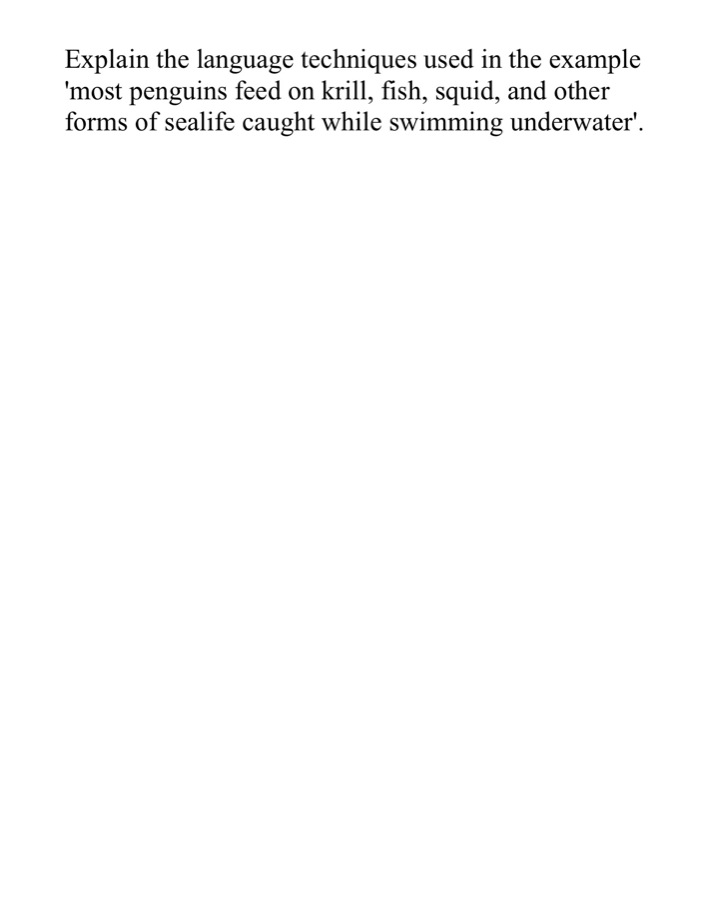 Explain the language techniques used in the example
'most penguins feed on krill, fish, squid, and other
forms of sealife caught while swimming underwater'.